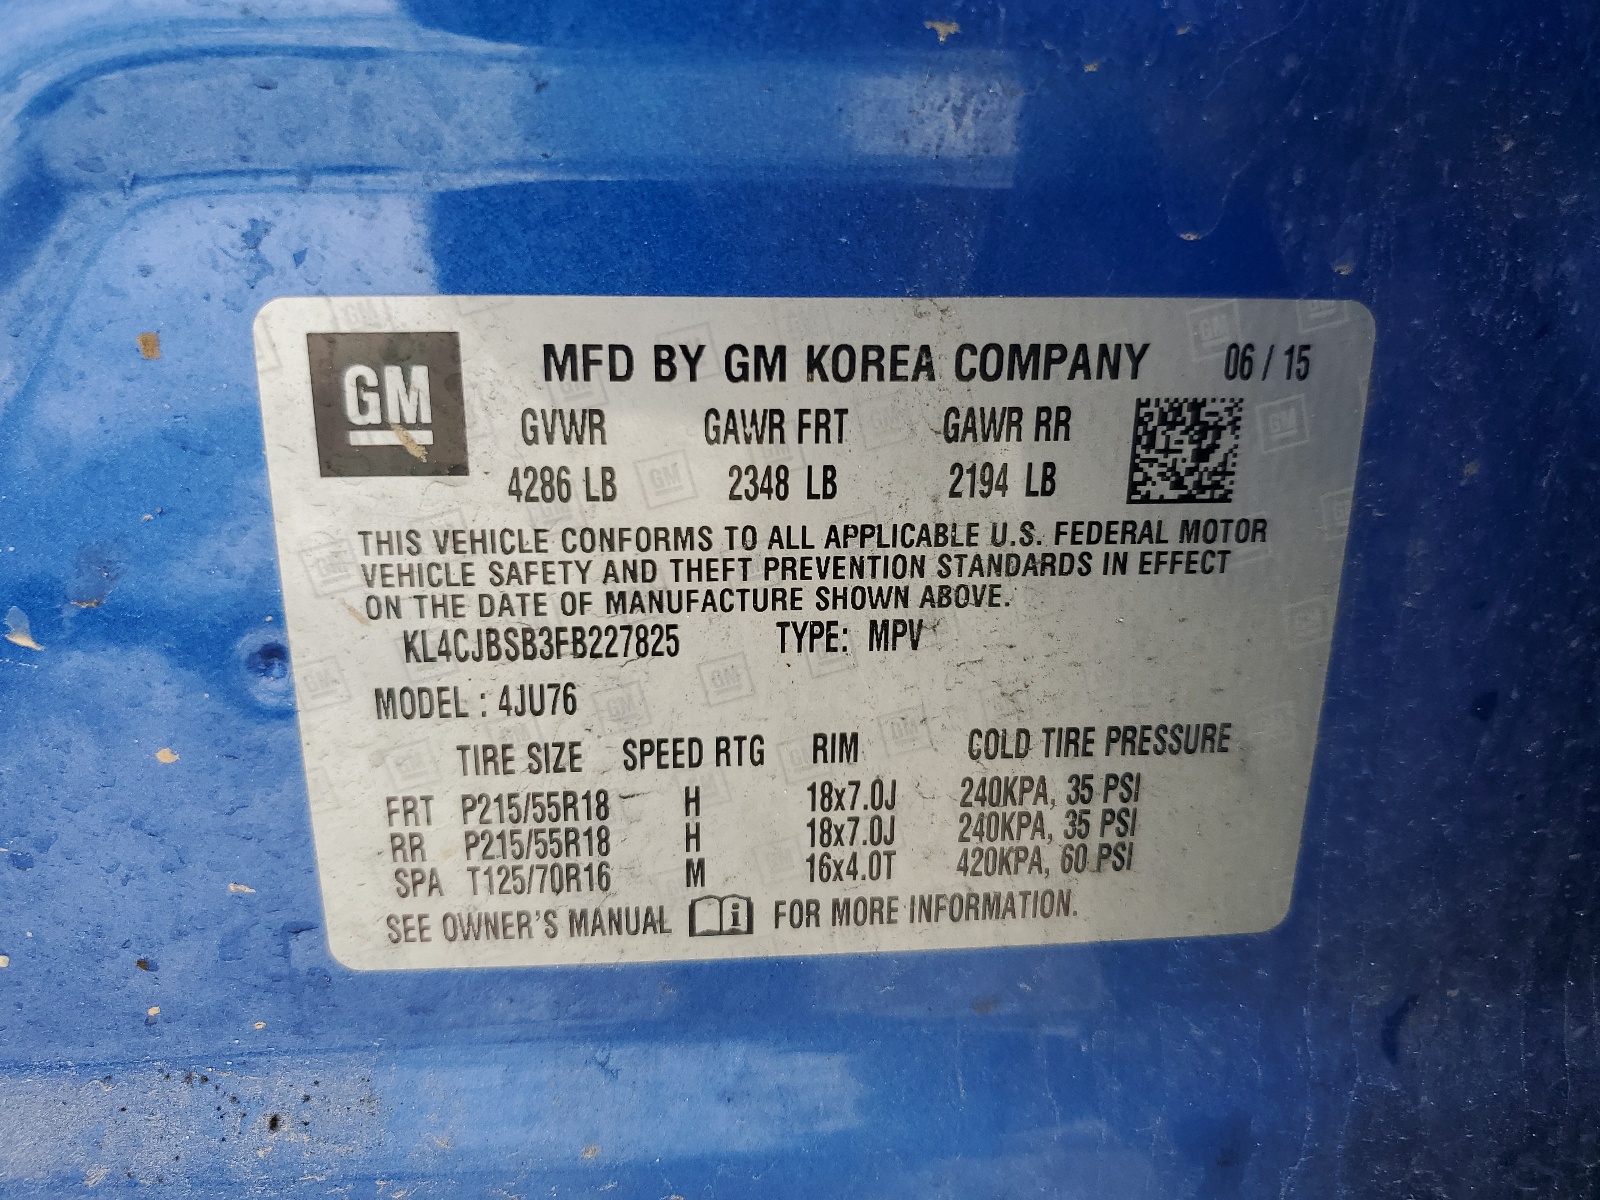 GM
MFD BY GM KOREA COMPANY 06 / 15
GVWR GAWR FRT GAWR RR
4286 LB 2348 LB 2194 LB
THIS VEHICLE CONFORMS TO ALL APPLICABLE U.S. FEDERAL MOTOR
VEHICLE SAFETY AND THEFT PREVENTION STANDARDS IN EFFECT
ON THE DATE OF MANUFACTURE SHOWN ABOVE.
KL4CJBSB3FB227825 TYPE: MPV
MODEL : 4JU76
TIRE SIZE SPEED RTG RIM COLD TIRE PRESSURE
FRT P215/55R18 H 18x7.0J 240KPA, 35 PSI
RR P215/55R18 H 18x7.0J 240KPA, 35 PSI
SPA T125/70R16 M 16x4.0T 420KPA, 60 PSI
SEE OWNER'S MANUAL i FOR MORE INFORMATION.